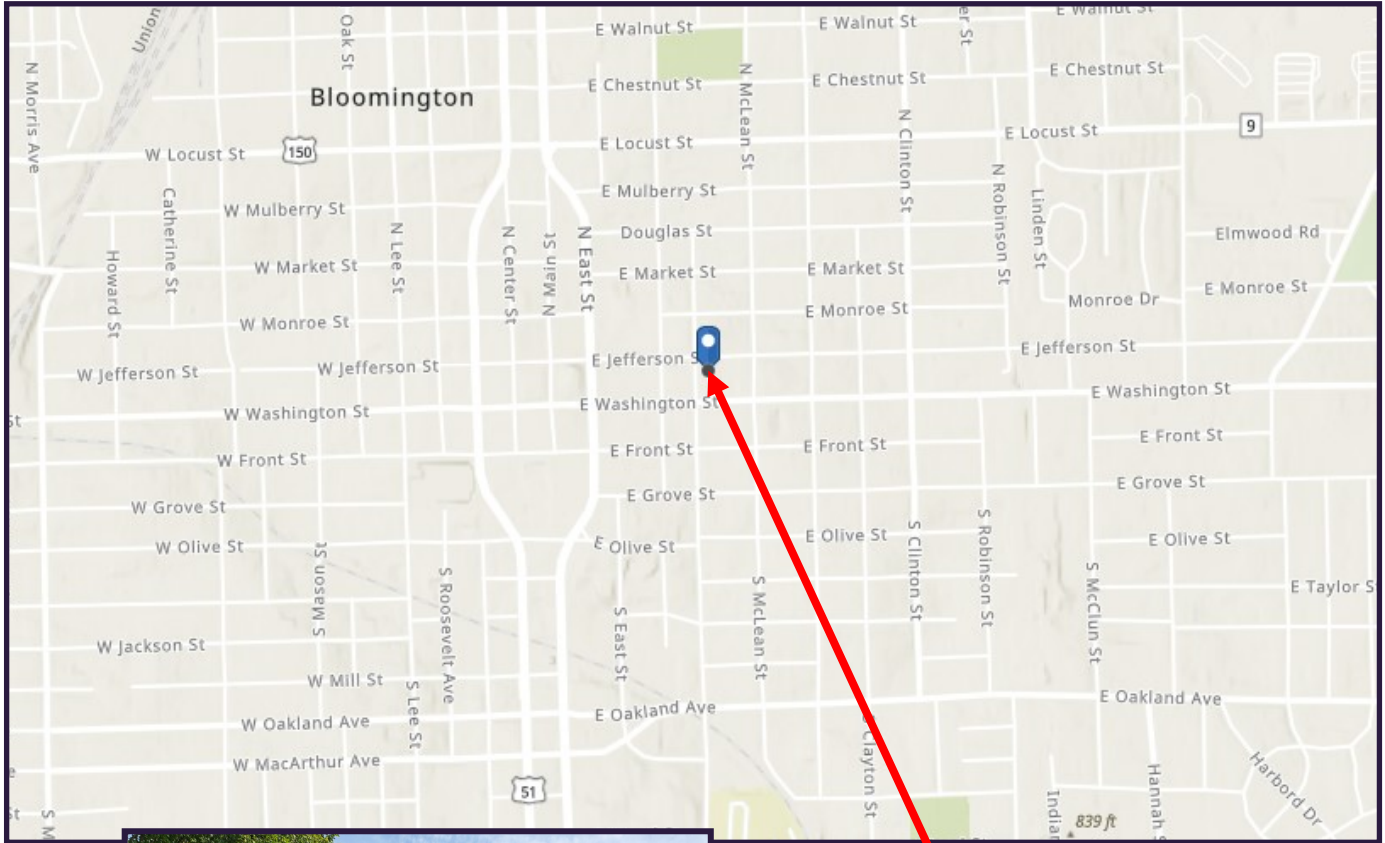 Union
Oak St
E Walnut St
E Walnut St
er St
E Walnut St
N Morris Ave
Bloomington
E Chestnut St
N McLean St
E Chestnut St
E Chestnut St
W Locust St
150
E Locust St
N Clinton St
E Locust St
9
Catherine St
W Mulberry St
E Mulberry St
N Robinson St
Linden St
N Lee St
N Center St
N Main St
N East St
Douglas St
Elmwood Rd
Howard St
W Market St
E Market St
E Market St
W Monroe St
E Monroe St
Monroe Dr
E Monroe St
W Jefferson St
W Jefferson St
E Jefferson S
E Jefferson St
St
W Washington St
E Washington St
E Washington St
W Front St
E Front St
E Front St
E Front St
W Grove St
E Grove St
E Grove St
W Olive St
E Olive St
E Olive St
E Olive St
S Mason St
S Roosevelt Ave
S East St
S McLean St
S Clinton St
S Robinson St
S McClun St
E Taylor S
W Jackson St
W Mill St
S Lee St
W Oakland Ave
E Oakland Ave
E Oakland Ave
W MacArthur Ave
S Clayton St
51
e
St
S M
Indian
839 ft
Hannah S
Harbord Dr